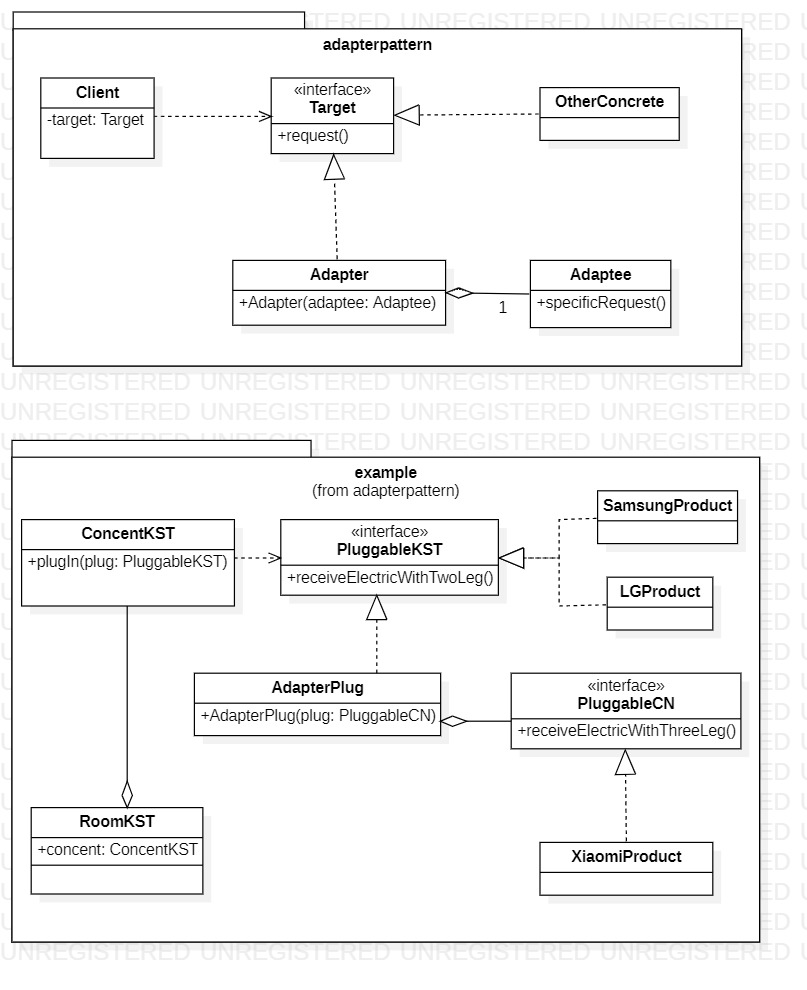 adapterpattern
Client
-target: Target
«interface»
Target
+request()
OtherConcrete
Adapter
+Adapter(adaptee: Adaptee)
1
Adaptee
+specificRequest()
UNREGISTERED UNREGISTERED UNREGISTERED UNREGISTERED
UNREGISTERED UNREGISTERED UNREGISTERED UNREGISTERED
example
(from adapterpattern)
ConcentKST
+plugIn(plug: PluggableKST)
«interface»
PluggableKST
+receiveElectricWithTwoLeg()
SamsungProduct
LGProduct
AdapterPlug
+AdapterPlug(plug: PluggableCN)
«interface»
PluggableCN
+receiveElectricWithThreeLeg()
RoomKST
+concent: ConcentKST
XiaomiProduct
UNREGISTERED UNREGISTERED UNREGISTERED UNREGISTERED